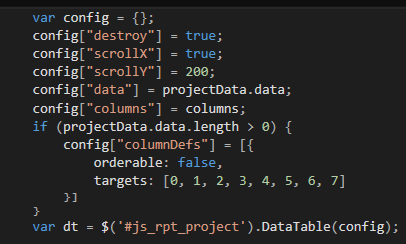 var config = {};
config["destroy"] = true;
config["scrollX"] = true;
config["scrollY"] = 200;
config["data"] = projectData.data;
config["columns"] = columns;
if (projectData.data.length > 0) {
    config["columnDefs"] = [{
        orderable: false,
        targets: [0, 1, 2, 3, 4, 5, 6, 7]
    }]
}
var dt = $('#js_rpt_project').DataTable(config);